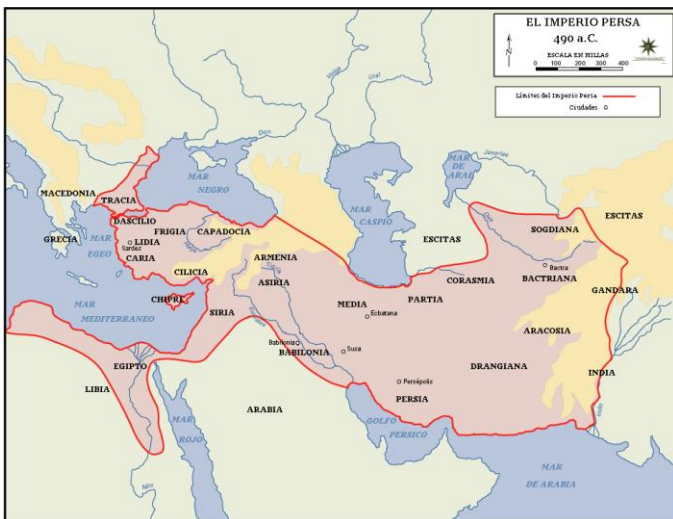 EL IMPERIO PERSA
490 a.C.
N
ESCALA EN MILLAS
0 100 200 300 400
Límites del Imperio Persa
Ciudades
Volga
Ural
Don
MAR
DE
ARAL
MAR
NEGRO
MACEDONIA
TRACIA
ESCITAS
MAR
CASPIO
ESCITAS
SOGDIANA
DASCILIO
FRIGIA
CAPADOCIA
GRECIA
MAR
EGEO
LIDIA
Sardes
CARIA
ARMENIA
CORASMIA
Bactra
BACTRIANA
CILICIA
ASIRIA
Tigris
PARTIA
GANDARA
CHIPRE
MEDIA
MAR
MEDITERRANEO
SIRIA
Ecbatana
ARACOSIA
Babilonia
BABILONIA
Susa
EGIPTO
DRANGIANA
INDIA
LIBIA
Persépolis
PERSIA
ARABIA
GOLFO
PERSICO
MAR
ROJO
MAR
DE ARABIA
Nilo